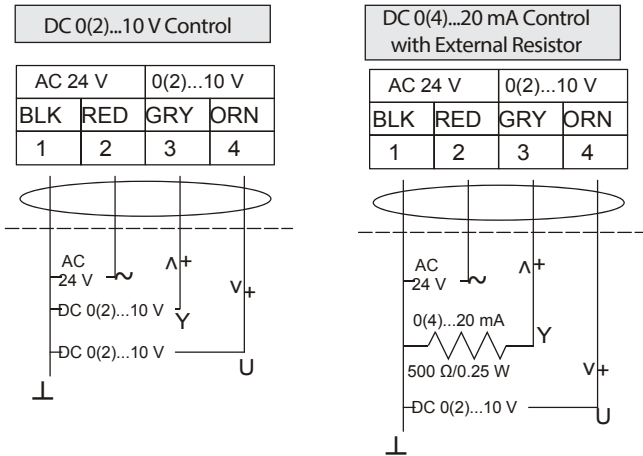 DC 0(2)...10 V Control
AC 24 V 0(2)...10 V
BLK RED GRY ORN
1 2 3 4
AC
24 V ~
DC 0(2)...10 V
Y
DC 0(2)...10 V
U
DC 0(4)...20 mA Control
with External Resistor
AC 24 V 0(2)...10 V
BLK RED GRY ORN
1 2 3 4
AC
24 V ~
0(4)...20 mA
Y
500 Ω/0.25 W
DC 0(2)...10 V
U